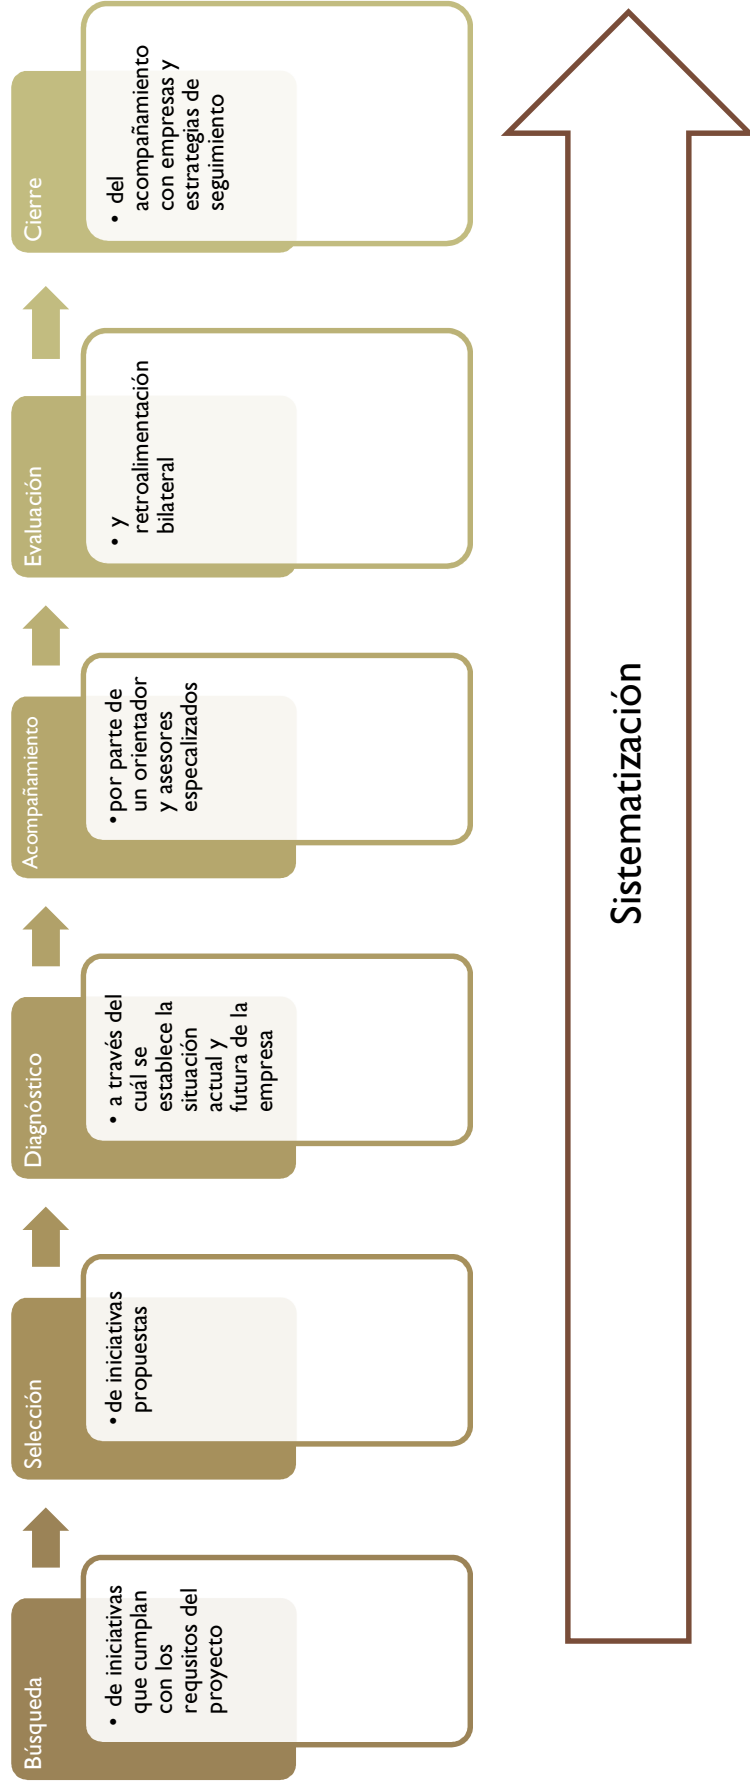 Búsqueda
• de iniciativas
que cumplan
con los
requsitos del
proyecto
Selección
• de iniciativas
propuestas
Diagnóstico
• a través del
cuál se
establece la
situación
actual y
futura de la
empresa
Acompañamiento
• por parte de
un orientador
y asesores
especalizados
Evaluación
• y
retroalimentación
bilateral
Cierre
• del
acompañamiento
con empresas y
estrategias de
seguimiento
Sistematización